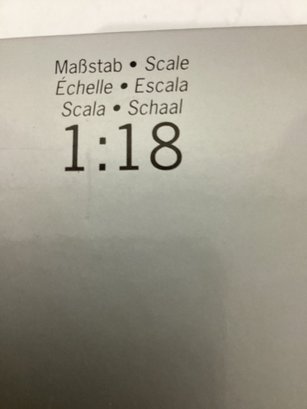 Maßstab • Scale
Échelle • Escala
Scala • Schaal
1:18